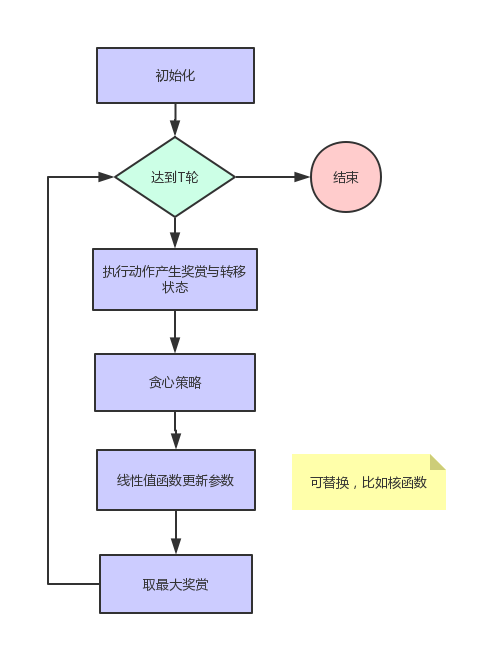 初始化
达到T轮
结束
执行动作产生奖赏与转移
状态
贪心策略
线性值函数更新参数
可替换，比如核函数
取最大奖赏